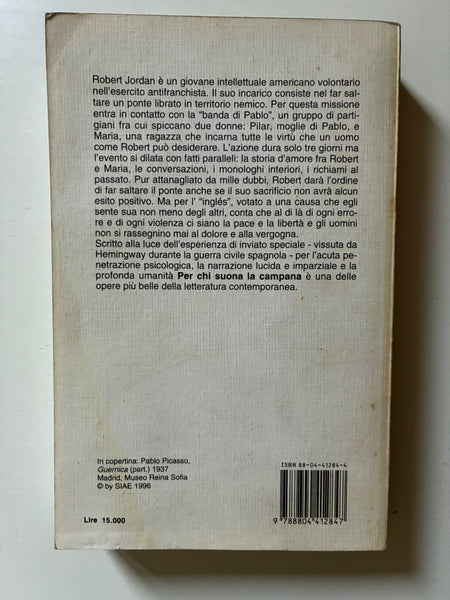 Robert Jordan è un giovane intellettuale americano volontario
nell'esercito antifranchista. Il suo incarico consiste nel far sal-
tare un ponte librato in territorio nemico. Per questa missione
entra in contatto con la "banda di Pablo", un gruppo di parti-
giani fra cui spiccano due donne: Pilar, moglie di Pablo, e
Maria, una ragazza che incarna tutte le virtù che un uomo
come Robert può desiderare. L'azione dura solo tre giorni ma
l'evento si dilata con fatti paralleli: la storia d'amore fra Robert
e Maria, le conversazioni, i monologhi interiori, i richiami al
passato. Pur attanagliato da mille dubbi, Robert darà l'ordine
di far saltare il ponte anche se il suo sacrificio non avrà alcun
esito positivo. Ma per l' "inglés", votato a una causa che egli
sente sua non meno degli altri, conta che al di là di ogni erro-
re e di ogni violenza ci siano la pace e la libertà e gli uomini
non si rassegnino mai al dolore e alla vergogna.
Scritto alla luce dell'esperienza di inviato speciale - vissuta da
Hemingway durante la guerra civile spagnola - per l'acuta pe-
netrazione psicologica, la narrazione lucida e imparziale e la
profonda umanità Per chi suona la campana è una delle
opere più belle della letteratura contemporanea.
In copertina: Pablo Picasso,
Guernica (part.) 1937
Madrid, Museo Reina Sofia
© by SIAE 1996
Lire 15.000
ISBN 88-04-41284-4
9 788804 412847